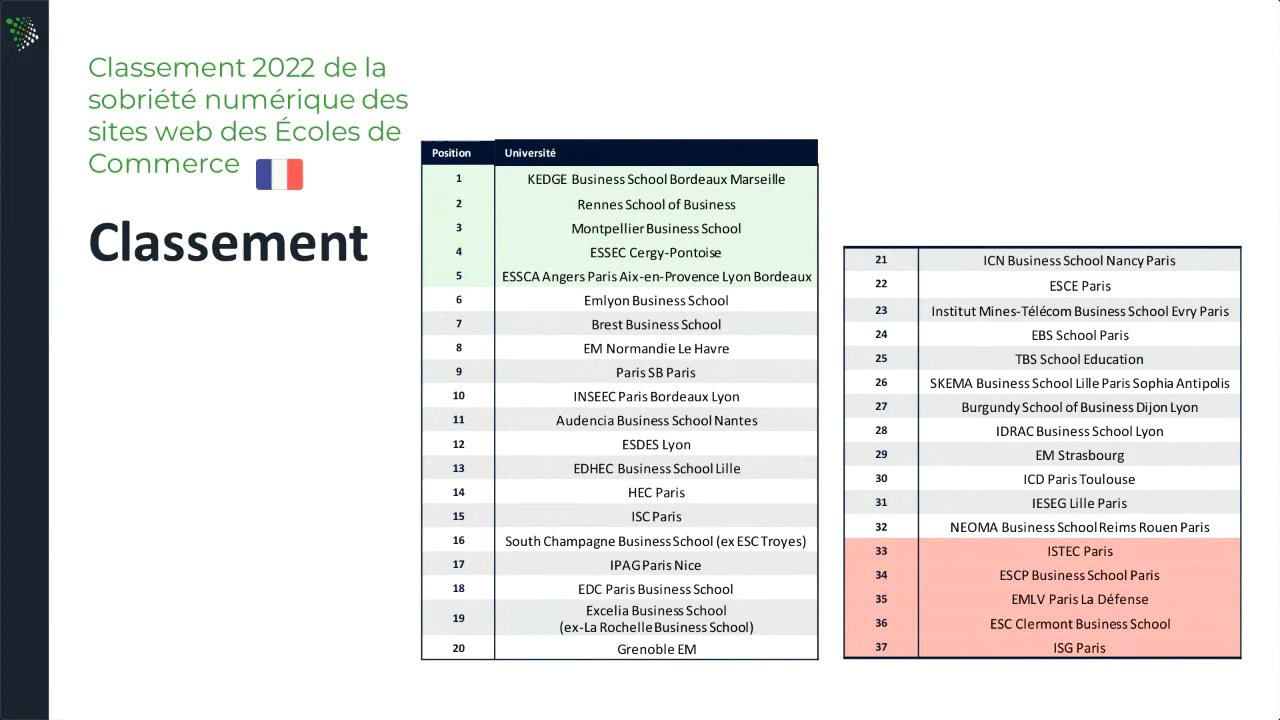 Classement 2022 de la
sobriété numérique des
sites web des Écoles de
Commerce
Classement
Position Université
1 KEDGE Business School Bordeaux Marseille
2 Rennes School of Business
3 Montpellier Business School
4 ESSEC Cergy-Pontoise
5 ESSCA Angers Paris Aix-en-Provence Lyon Bordeaux
6 Emlyon Business School
7 Brest Business School
8 EM Normandie Le Havre
9 Paris SB Paris
10 INSEEC Paris Bordeaux Lyon
11 Audencia Business School Nantes
12 ESDES Lyon
13 EDHEC Business School Lille
14 HEC Paris
15 ISC Paris
16 South Champagne Business School (ex ESC Troyes)
17 IPAG Paris Nice
18 EDC Paris Business School
19 Excelia Business School
(ex-La Rochelle Business School)
20 Grenoble EM
21 ICN Business School Nancy Paris
22 ESCE Paris
23 Institut Mines-Télécom Business School Evry Paris
24 EBS School Paris
25 TBS School Education
26 SKEMA Business School Lille Paris Sophia Antipolis
27 Burgundy School of Business Dijon Lyon
28 IDRAC Business School Lyon
29 EM Strasbourg
30 ICD Paris Toulouse
31 IESEG Lille Paris
32 NEOMA Business School Reims Rouen Paris
33 ISTEC Paris
34 ESCP Business School Paris
35 EMLV Paris La Défense
36 ESC Clermont Business School
37 ISG Paris